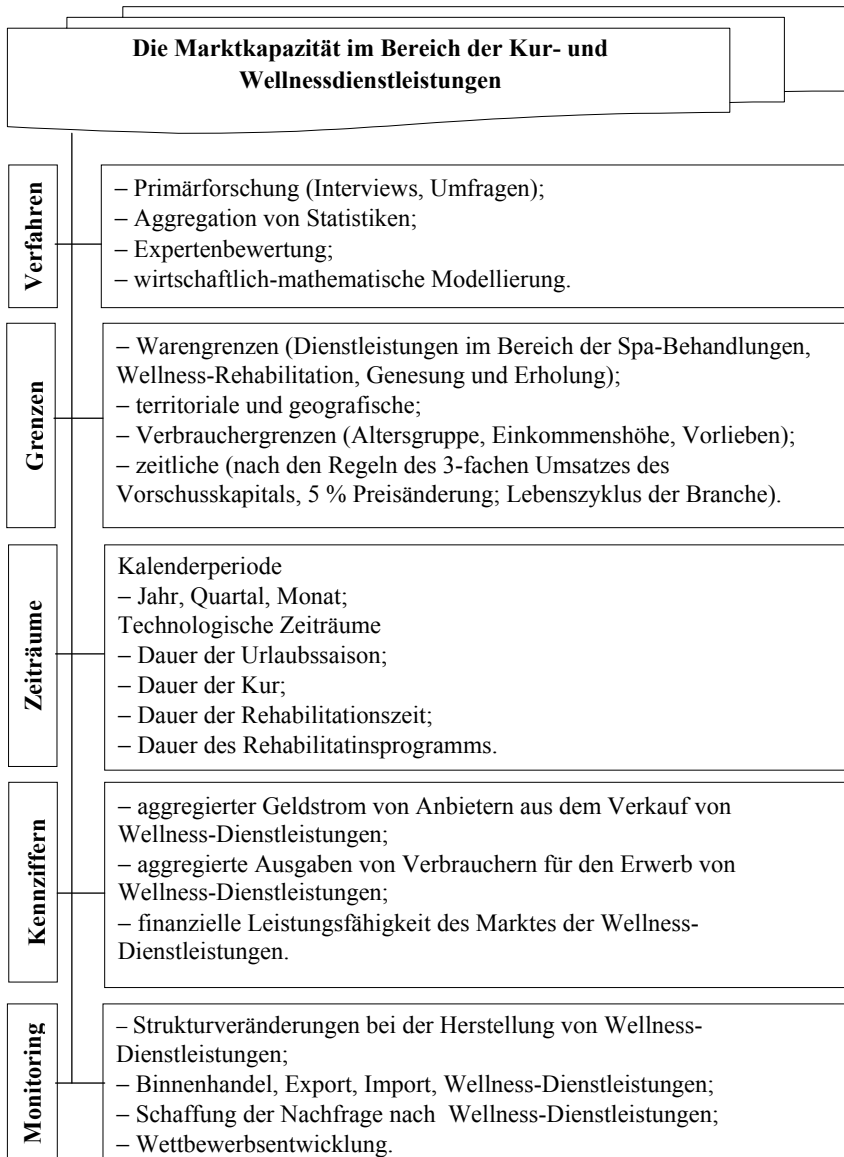 Die Marktkapazität im Bereich der Kur- und
Wellnessdienstleistungen
Verfahren
– Primärforschung (Interviews, Umfragen);
– Aggregation von Statistiken;
– Expertenbewertung;
– wirtschaftlich-mathematische Modellierung.
Grenzen
– Warengrenzen (Dienstleistungen im Bereich der Spa-Behandlungen,
Wellness-Rehabilitation, Genesung und Erholung);
– territoriale und geografische;
– Verbrauchergrenzen (Altersgruppe, Einkommenshöhe, Vorlieben);
– zeitliche (nach den Regeln des 3-fachen Umsatzes des
Vorschusskapitals, 5 % Preisänderung; Lebenszyklus der Branche).
Zeiträume
Kalenderperiode
– Jahr, Quartal, Monat;
Technologische Zeiträume
– Dauer der Urlaubssaison;
– Dauer der Kur;
– Dauer der Rehabilitationszeit;
– Dauer des Rehabilitatinsprogramms.
Kennziffern
– aggregierter Geldstrom von Anbietern aus dem Verkauf von
Wellness-Dienstleistungen;
– aggregierte Ausgaben von Verbrauchern für den Erwerb von
Wellness-Dienstleistungen;
– finanzielle Leistungsfähigkeit des Marktes der Wellness-
Dienstleistungen.
Monitoring
– Strukturveränderungen bei der Herstellung von Wellness-
Dienstleistungen;
– Binnenhandel, Export, Import, Wellness-Dienstleistungen;
– Schaffung der Nachfrage nach Wellness-Dienstleistungen;
– Wettbewerbsentwicklung.